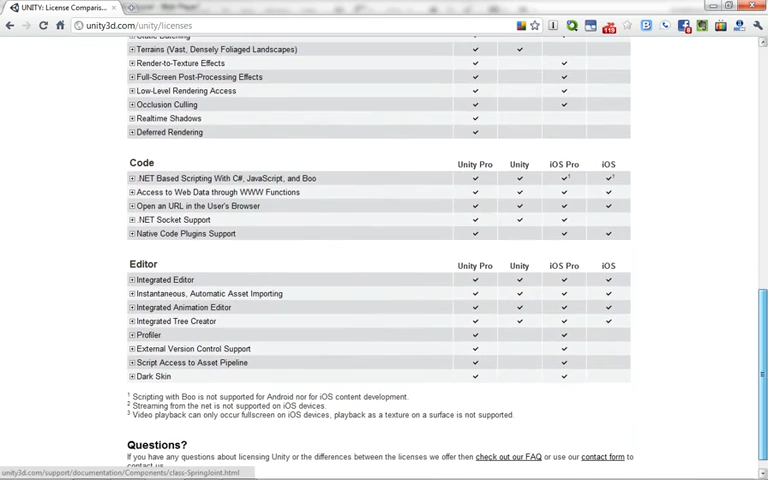 UNITY: License Comparis...
unity3d.com/unity/licenses
119
8
Static Batching
Terrains (Vast, Densely Foliaged Landscapes)
Render-to-Texture Effects
Full-Screen Post-Processing Effects
Low-Level Rendering Access
Occlusion Culling
Realtime Shadows
Deferred Rendering
Code Unity Pro Unity iOS Pro iOS
.NET Based Scripting With C#, JavaScript, and Boo 1 1
Access to Web Data through WWW Functions
Open an URL in the User's Browser
.NET Socket Support
Native Code Plugins Support
Editor Unity Pro Unity iOS Pro iOS
Integrated Editor
Instantaneous, Automatic Asset Importing
Integrated Animation Editor
Integrated Tree Creator
Profiler
External Version Control Support
Script Access to Asset Pipeline
Dark Skin
1 Scripting with Boo is not supported for Android nor for iOS content development.
2 Streaming from the net is not supported on iOS devices.
3 Video playback can only occur fullscreen on iOS devices, playback as a texture on a surface is not supported.
Questions?
If you have any questions about licensing Unity or the differences between the licenses we offer then check out our FAQ or use our contact form to
contact us
unity3d.com/support/documentation/Components/class-SpringJoint.html